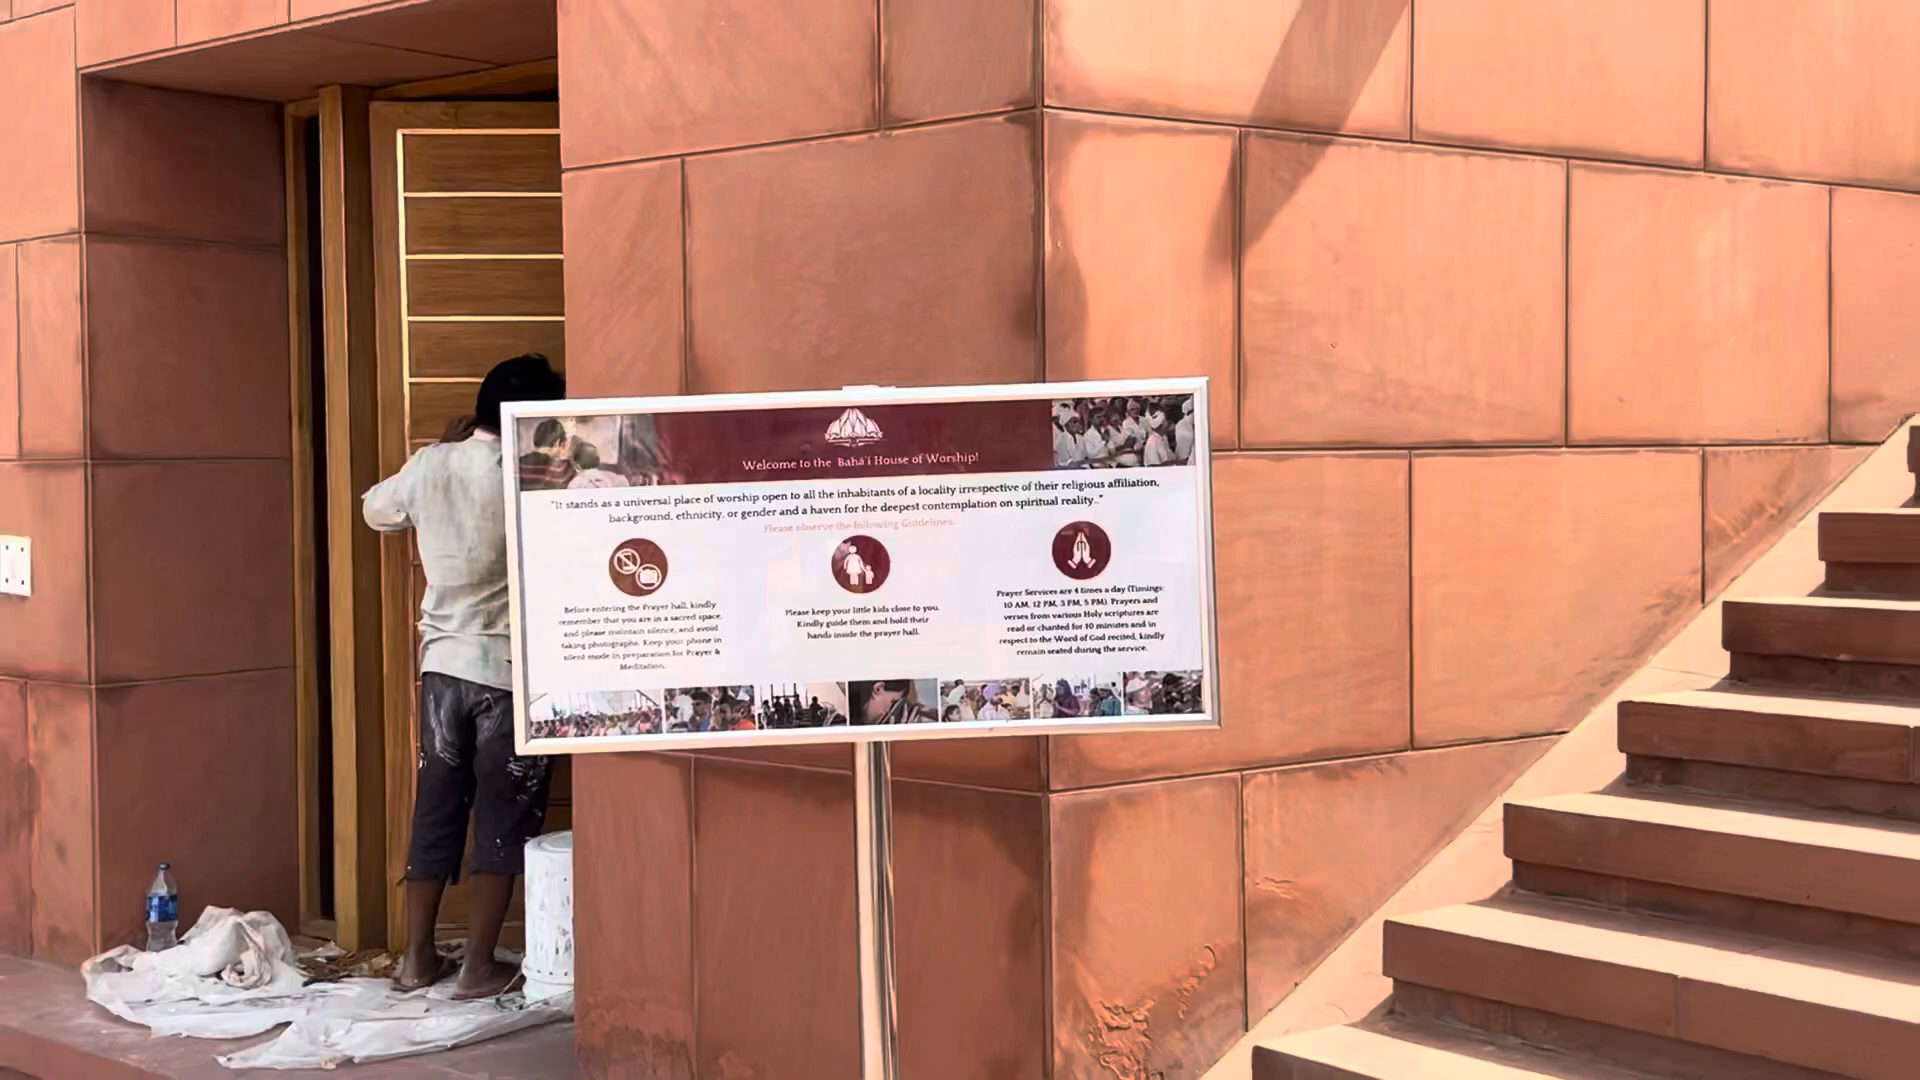 Welcome to the Bahá'í House of Worship!
"It stands as a universal place of worship open to all the inhabitants of a locality irrespective of their religious affiliation,
background, ethnicity, or gender and a haven for the deepest contemplation on spiritual reality.."
Please observe the following Guidelines.
Before entering the Prayer hall, kindly
remember that you are in a sacred space,
and please maintain silence, and avoid
taking photographs. Keep your phone in
silent mode in preparation for Prayer &
Meditation.
Please keep your little kids close to you.
Kindly guide them and hold their
hands inside the prayer hall.
Prayer Services are 4 times a day (Timings:
10 AM, 12 PM, 3 PM, 5 PM). Prayers and
verses from various Holy scriptures are
read or chanted for 10 minutes and in
respect to the Word of God recited, kindly
remain seated during the service.